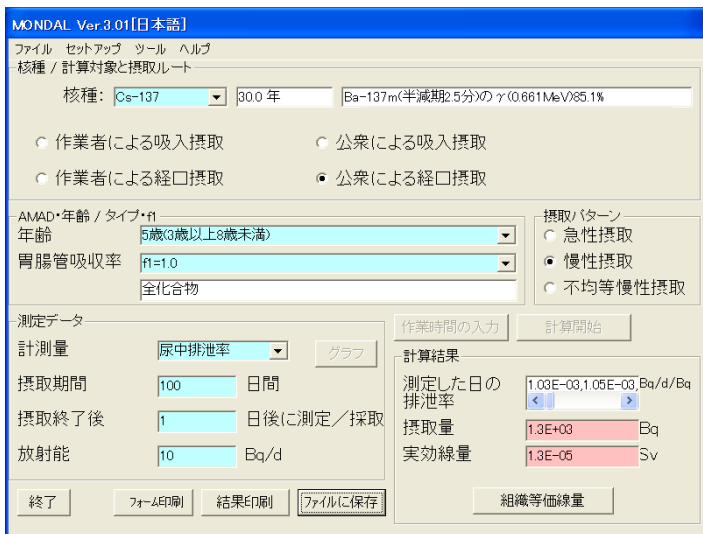 MONDAL Ver.3.01[日本語]
ファイル セットアップ ツール ヘルプ
核種 / 計算対象と摂取ルート
核種: Cs-137 30.0 年 Ba-137m(半減期2.5分)のγ(0.661MeV)85.1%
作業者による吸入摂取 公衆による吸入摂取
作業者による経口摂取 公衆による経口摂取
AMAD・年齢 / タイプ・f1
年齢 5歳(3歳以上8歳未満)
胃腸管吸収率 f1=1.0
全化合物
摂取パターン
急性摂取
慢性摂取
不均等慢性摂取
測定データ
計測量 尿中排泄率 グラフ
摂取期間 100 日間
摂取終了後 1 日後に測定/採取
放射能 10 Bq/d
作業時間の入力 計算開始
計算結果
測定した日の排泄率 1.03E-03,1.05E-03, Bq/d/Bq
摂取量 1.3E+03 Bq
実効線量 1.3E-05 Sv
終了 フォーム印刷 結果印刷 ファイルに保存 組織等価線量